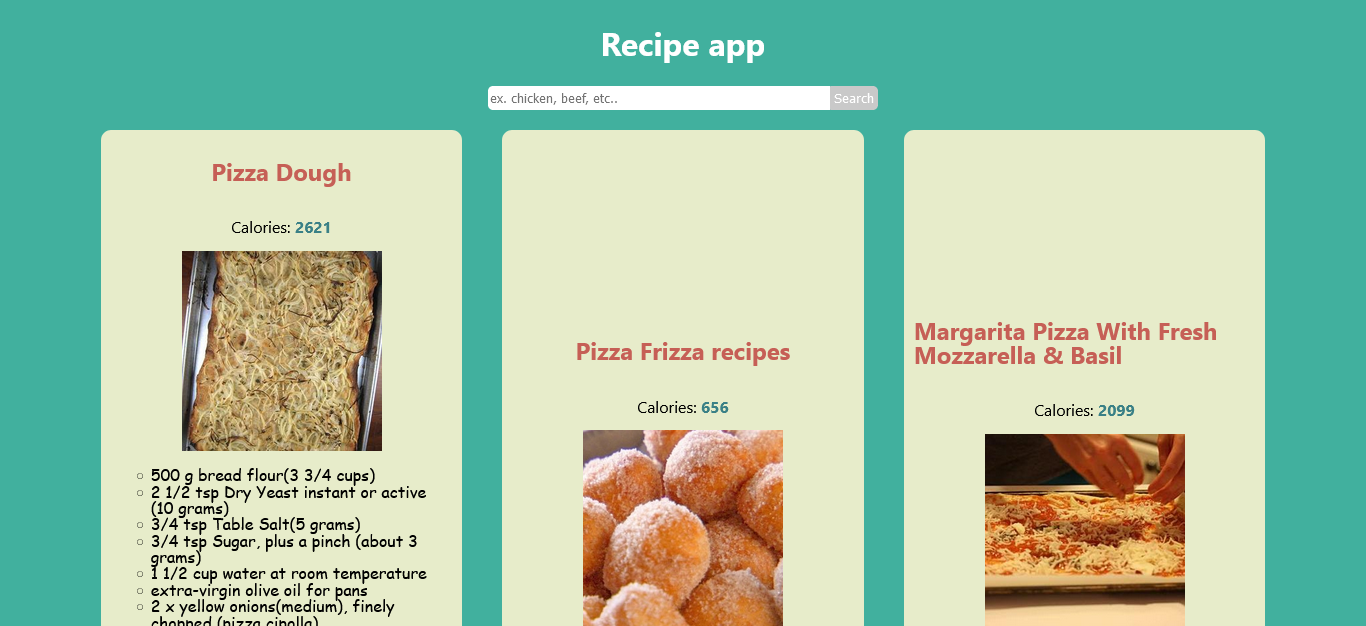 Recipe app
ex. chicken, beef, etc..
Search
Pizza Dough
Calories: 2621
500 g bread flour(3 3/4 cups)
2 1/2 tsp Dry Yeast instant or active
(10 grams)
3/4 tsp Table Salt(5 grams)
3/4 tsp Sugar, plus a pinch (about 3
grams)
1 1/2 cup water at room temperature
extra-virgin olive oil for pans
2 x yellow onions(medium), finely
chopped (pizza cipolla)
Pizza Frizza recipes
Calories: 656
Margarita Pizza With Fresh
Mozzarella & Basil
Calories: 2099